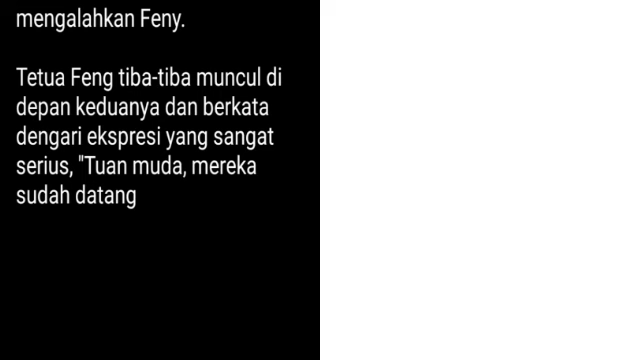 mengalahkan Feny.
Tetua Feng tiba-tiba muncul di
depan keduanya dan berkata
dengari ekspresi yang sangat
serius, "Tuan muda, mereka
sudah datang